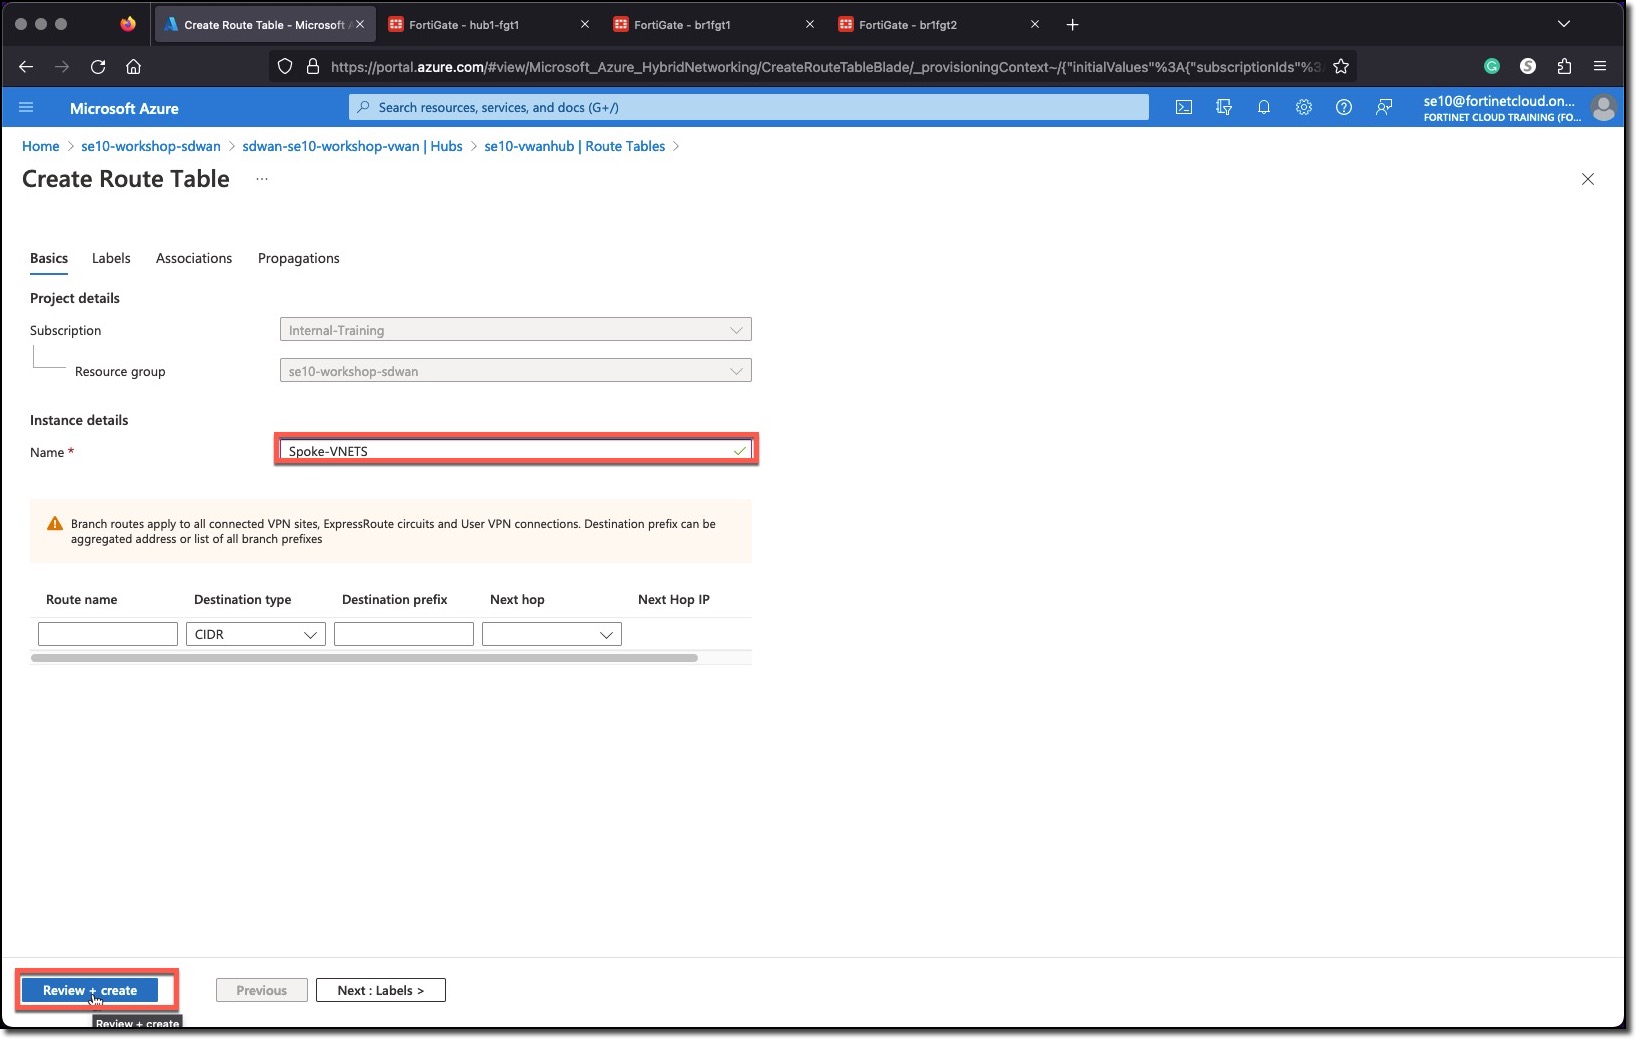 Create Route Table - Microsoft A
FortiGate - hub1-fgt1
FortiGate - br1fgt1
FortiGate - br1fgt2
https://portal.azure.com/#view/Microsoft_Azure_HybridNetworking/CreateRouteTableBlade/_provisioningContext~/{"initialValues"%3A{"subscriptionIds"%3
Microsoft Azure
Search resources, services, and docs (G+/)
se10@fortinetcloud.on...
FORTINET CLOUD TRAINING (FO...
Home > se10-workshop-sdwan > sdwan-se10-workshop-vwan | Hubs > se10-vwanhub | Route Tables >
Create Route Table ...
Basics Labels Associations Propagations
Project details
Subscription
Internal-Training
Resource group
se10-workshop-sdwan
Instance details
Name *
Spoke-VNETS
Branch routes apply to all connected VPN sites, ExpressRoute circuits and User VPN connections. Destination prefix can be
aggregated address or list of all branch prefixes
Route name Destination type Destination prefix Next hop Next Hop IP
CIDR
Review + create
Previous
Next : Labels >
Review + create